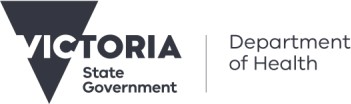 VICTORIA
State
Government
Department
of Health